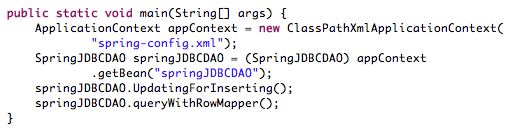 public static void main(String[] args) {
ApplicationContext appContext = new ClassPathXmlApplicationContext(
"spring-config.xml");
SpringJDBCDAO springJDBCDAO = (SpringJDBCDAO) appContext
.getBean("springJDBCDAO");
springJDBCDAO.UpdatingForInserting();
springJDBCDAO.queryWithRowMapper();
}